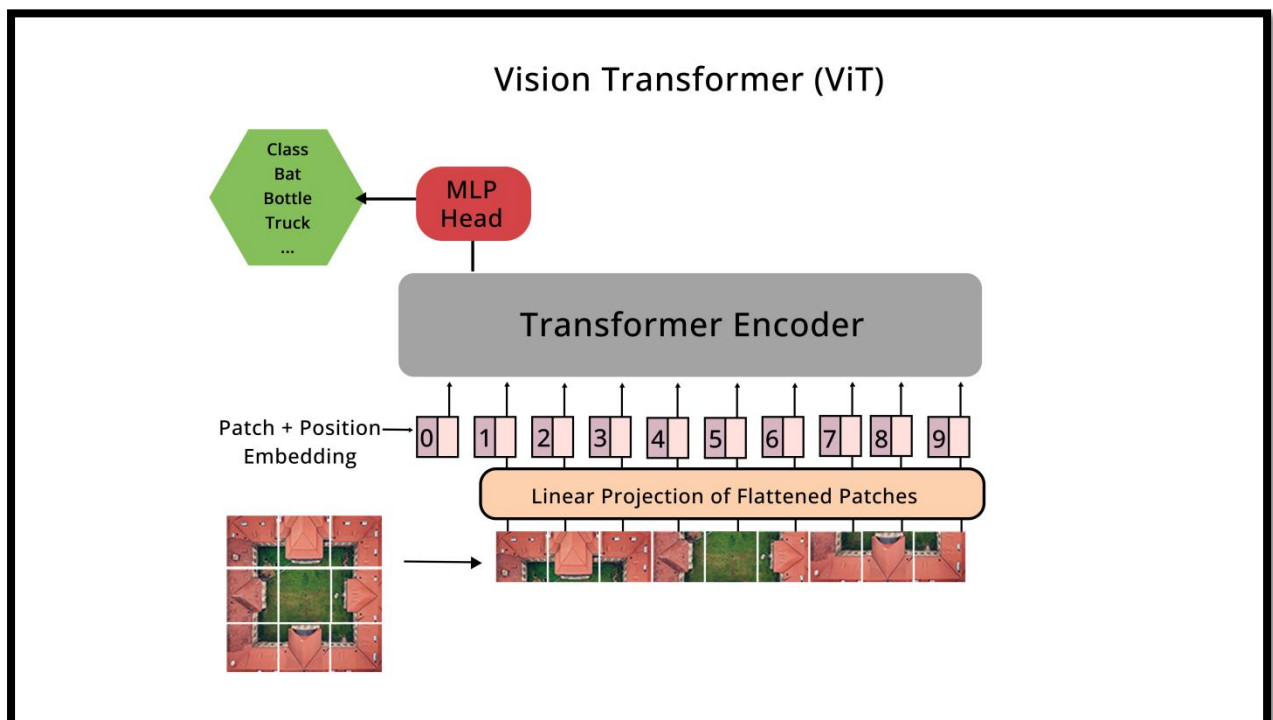 Vision Transformer (ViT)
Class
Bat
Bottle
Truck
...
MLP
Head
Transformer Encoder
Patch + Position
Embedding
0 1 2 3 4 5 6 7 8 9
Linear Projection of Flattened Patches